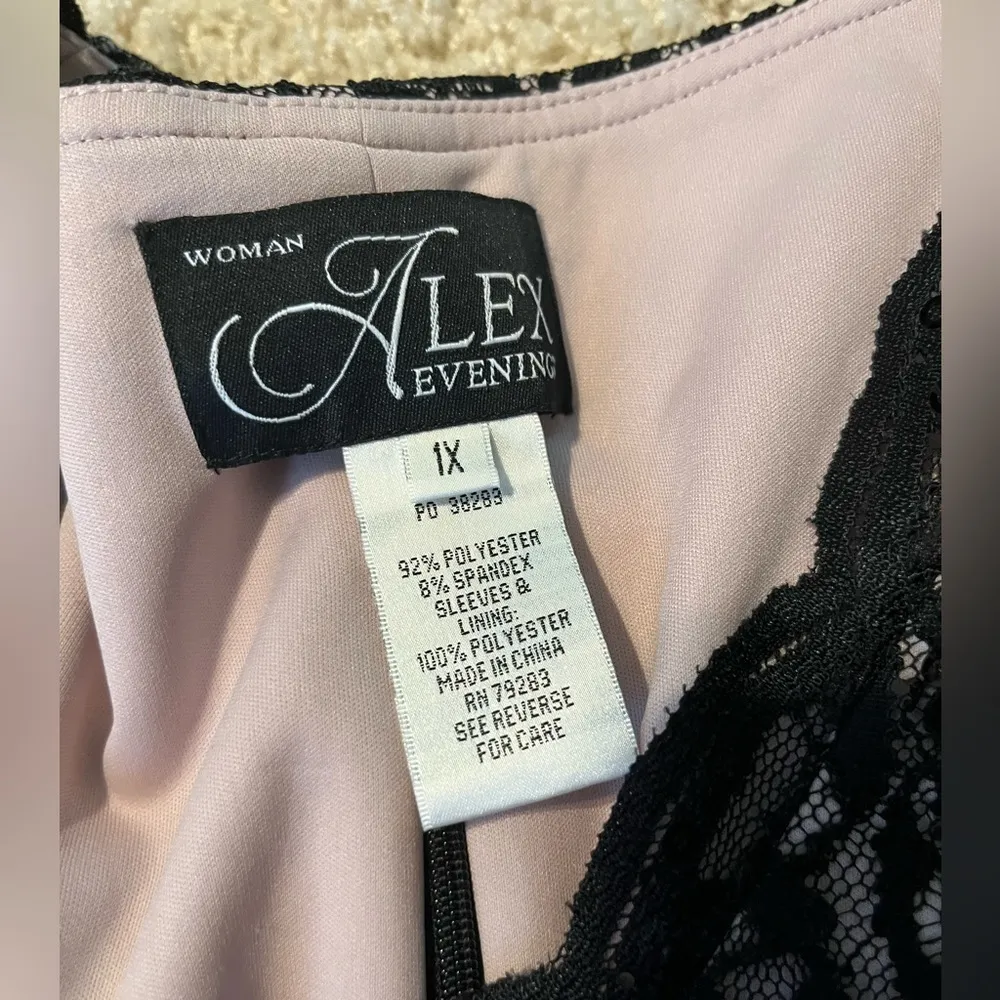 WOMAN
ALEX
EVENING
1X
PO 38283
92% POLYESTER
8% SPANDEX
SLEEVES &
LINING:
100% POLYESTER
MADE IN CHINA
RN 79283
SEE REVERSE
FOR CARE